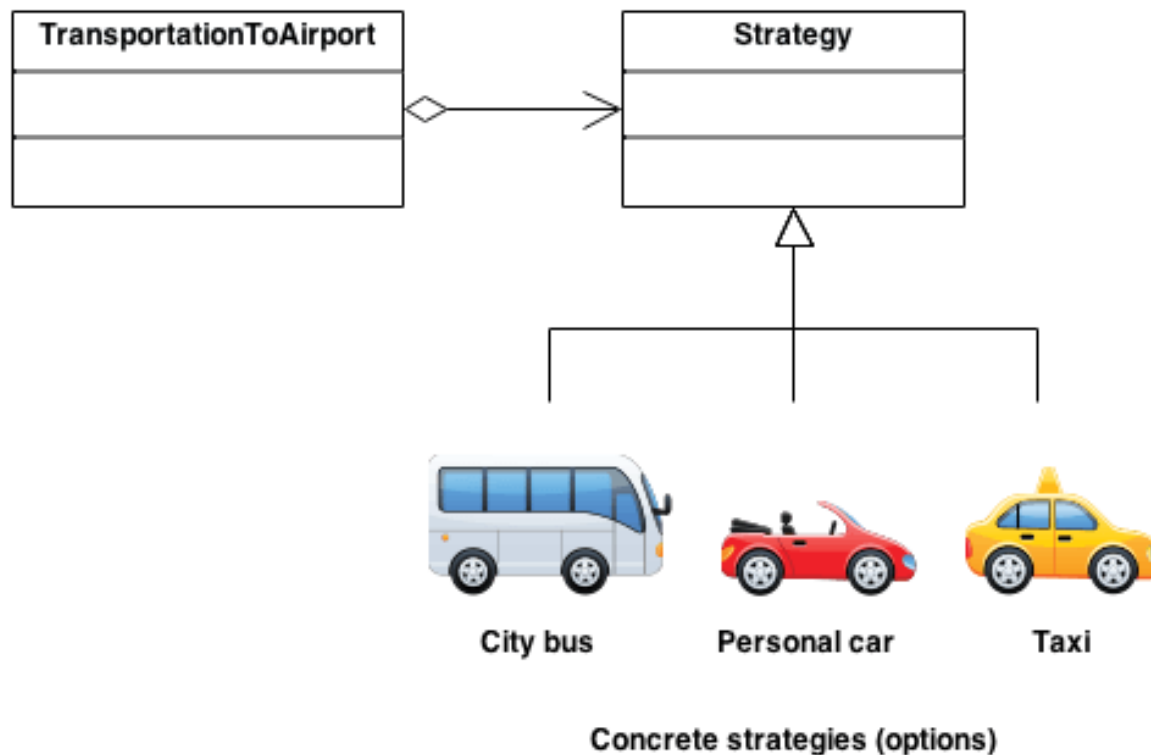 TransportationToAirport
Strategy
City bus
Personal car
Taxi
Concrete strategies (options)